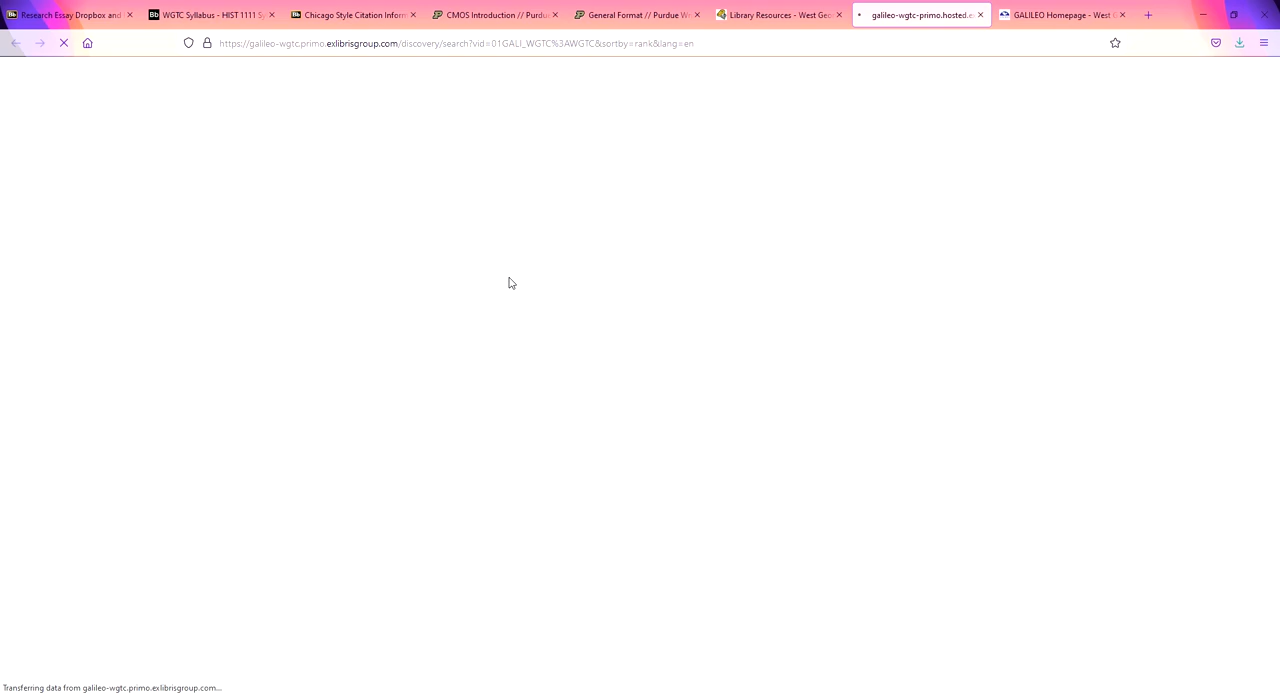 Research Essay Dropbox and
WGTC Syllabus - HIST 1111 S
Chicago Style Citation Inform
CMOS Introduction // Purdu
General Format // Purdue W
Library Resources - West Geo
galileo-wgtc-primo.hosted.e
GALILEO Homepage - West G
https://galileo-wgtc.primo.exlibrisgroup.com/discovery/search?vid=01GALI_WGTC%3AWGTC&sortby=rank&lang=en
Transferring data from galileo-wgtc.primo.exlibrisgroup.com...